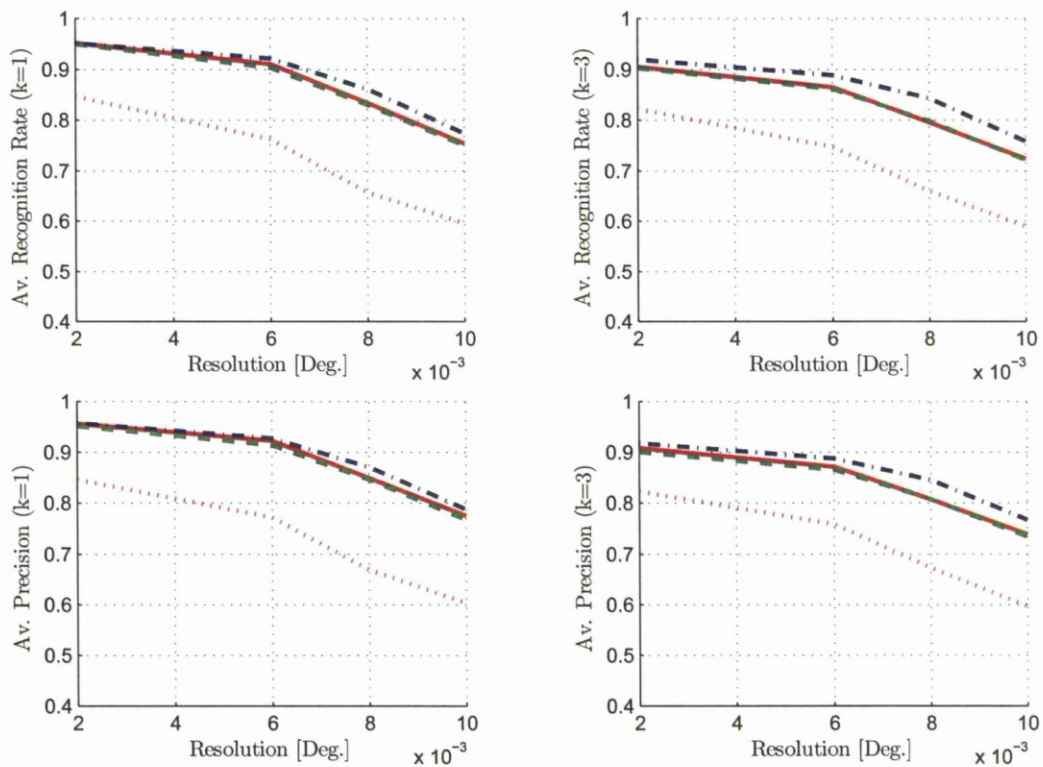 Av. Recognition Rate (k=1)
1
0.9
0.8
0.7
0.6
0.5
0.4
2 4 6 8 10
Resolution [Deg.]
x 10^-3
Av. Recognition Rate (k=3)
1
0.9
0.8
0.7
0.6
0.5
0.4
2 4 6 8 10
Resolution [Deg.]
x 10^-3
Av. Precision (k=1)
1
0.9
0.8
0.7
0.6
0.5
0.4
2 4 6 8 10
Resolution [Deg.]
x 10^-3
Av. Precision (k=3)
1
0.9
0.8
0.7
0.6
0.5
0.4
2 4 6 8 10
Resolution [Deg.]
x 10^-3